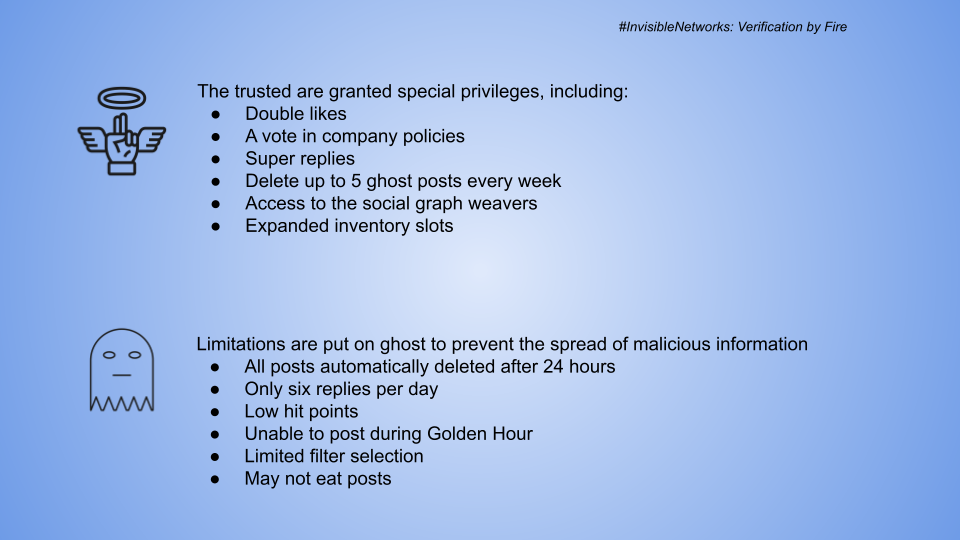 #InvisibleNetworks: Verification by Fire
The trusted are granted special privileges, including:
● Double likes
● A vote in company policies
● Super replies
● Delete up to 5 ghost posts every week
● Access to the social graph weavers
● Expanded inventory slots
Limitations are put on ghost to prevent the spread of malicious information
● All posts automatically deleted after 24 hours
● Only six replies per day
● Low hit points
● Unable to post during Golden Hour
● Limited filter selection
● May not eat posts